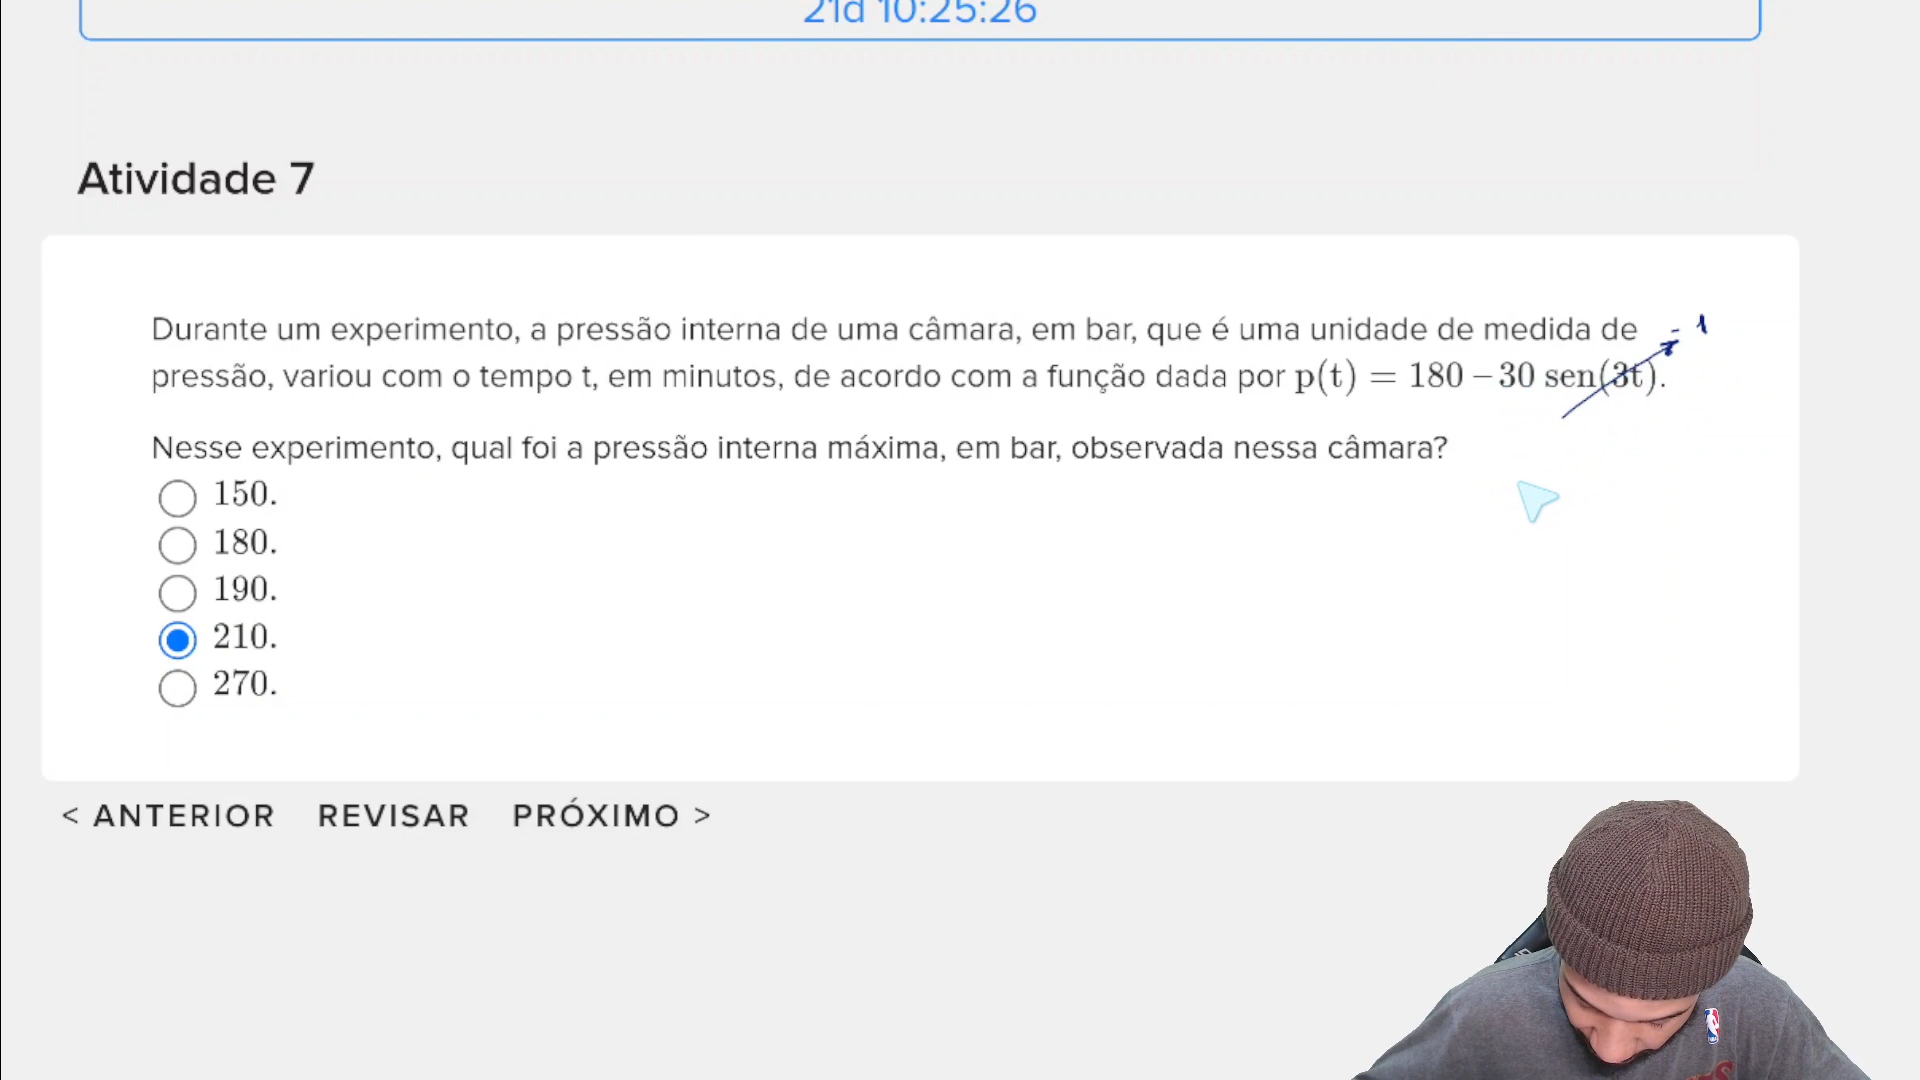 21d 10:25:26
Atividade 7
Durante um experimento, a pressão interna de uma câmara, em bar, que é uma unidade de medida de
pressão, variou com o tempo t, em minutos, de acordo com a função dada por p(t) = 180 – 30 sen(3t).
- 1
Nesse experimento, qual foi a pressão interna máxima, em bar, observada nessa câmara?
150.
180.
190.
210.
270.
< ANTERIOR REVISAR PRÓXIMO >